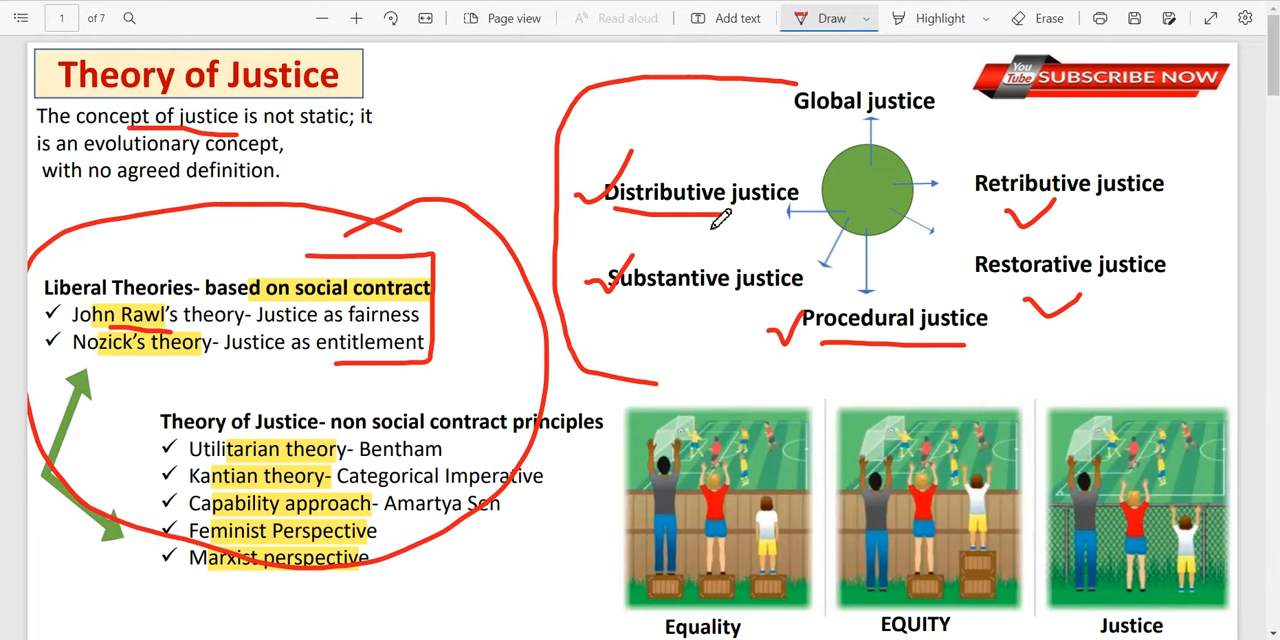 1 of 7
Page view
Read aloud
Add text
Draw
Highlight
Erase
Theory of Justice
The concept of justice is not static; it
is an evolutionary concept,
with no agreed definition.
Liberal Theories- based on social contract
✓ John Rawl's theory- Justice as fairness
✓ Nozick's theory- Justice as entitlement
Theory of Justice- non social contract principles
✓ Utilitarian theory- Bentham
✓ Kantian theory- Categorical Imperative
✓ Capability approach- Amartya Sen
✓ Feminist Perspective
✓ Marxist perspective
You
Tube
SUBSCRIBE NOW
Global justice
Distributive justice
Retributive justice
Substantive justice
Restorative justice
Procedural justice
Equality
EQUITY
Justice